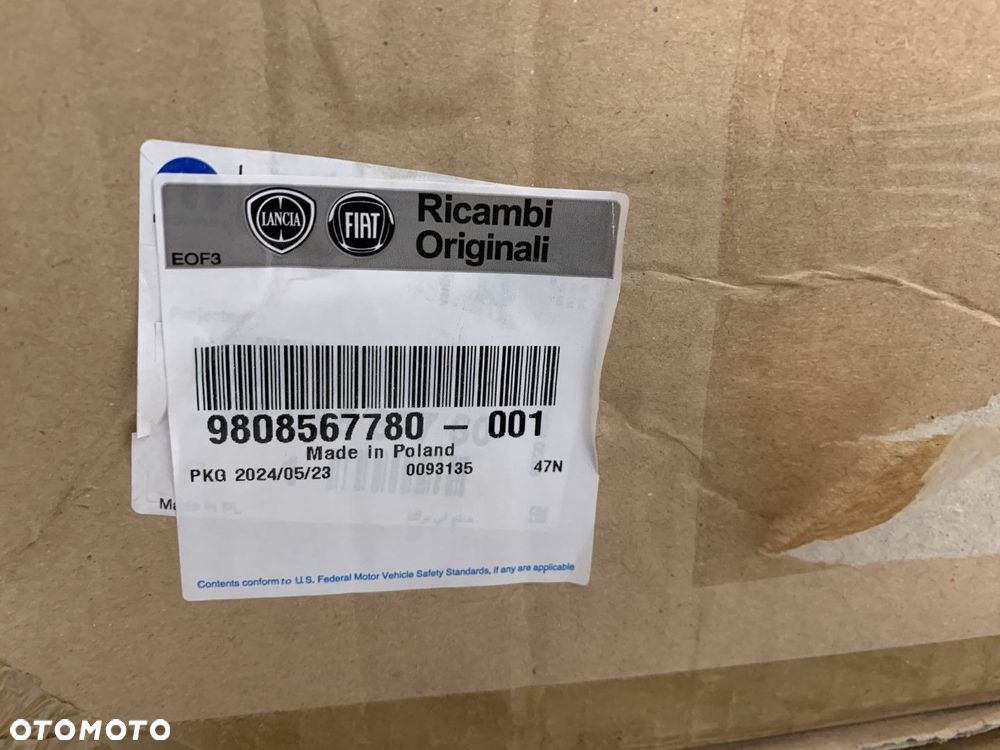 LANCIA
FIAT
Ricambi
Originali
EOF3
9808567780 - 001
Made in Poland
PKG 2024/05/23 0093135 47N
Made in PL
Contents conform to U.S. Federal Motor Vehicle Safety Standards, if any are applicable
OTOMOTO